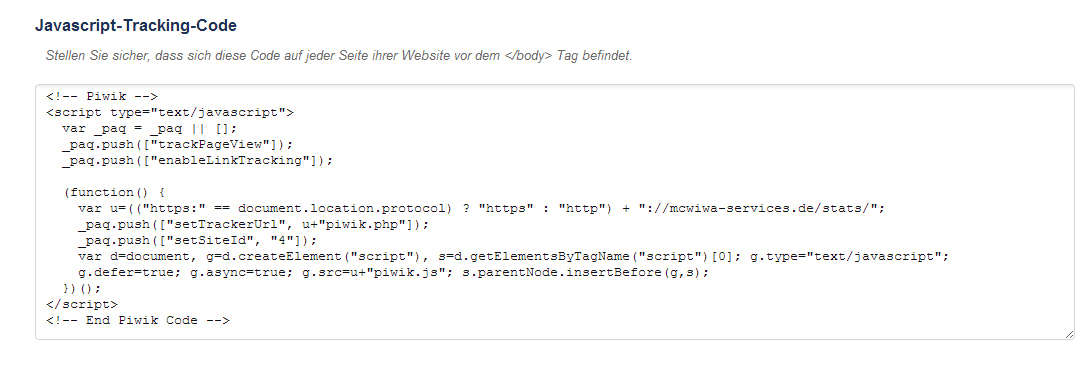 Javascript-Tracking-Code
Stellen Sie sicher, dass sich diese Code auf jeder Seite ihrer Website vor dem </body> Tag befindet.
<!-- Piwik -->
<script type="text/javascript">
  var _paq = _paq || [];
  _paq.push(["trackPageView"]);
  _paq.push(["enableLinkTracking"]);

  (function() {
    var u=(("https:" == document.location.protocol) ? "https" : "http") + "://mcwiwa-services.de/stats/";
    _paq.push(["setTrackerUrl", u+"piwik.php"]);
    _paq.push(["setSiteId", "4"]);
    var d=document, g=d.createElement("script"), s=d.getElementsByTagName("script")[0]; g.type="text/javascript";
    g.defer=true; g.async=true; g.src=u+"piwik.js"; s.parentNode.insertBefore(g,s);
  })();
</script>
<!-- End Piwik Code -->